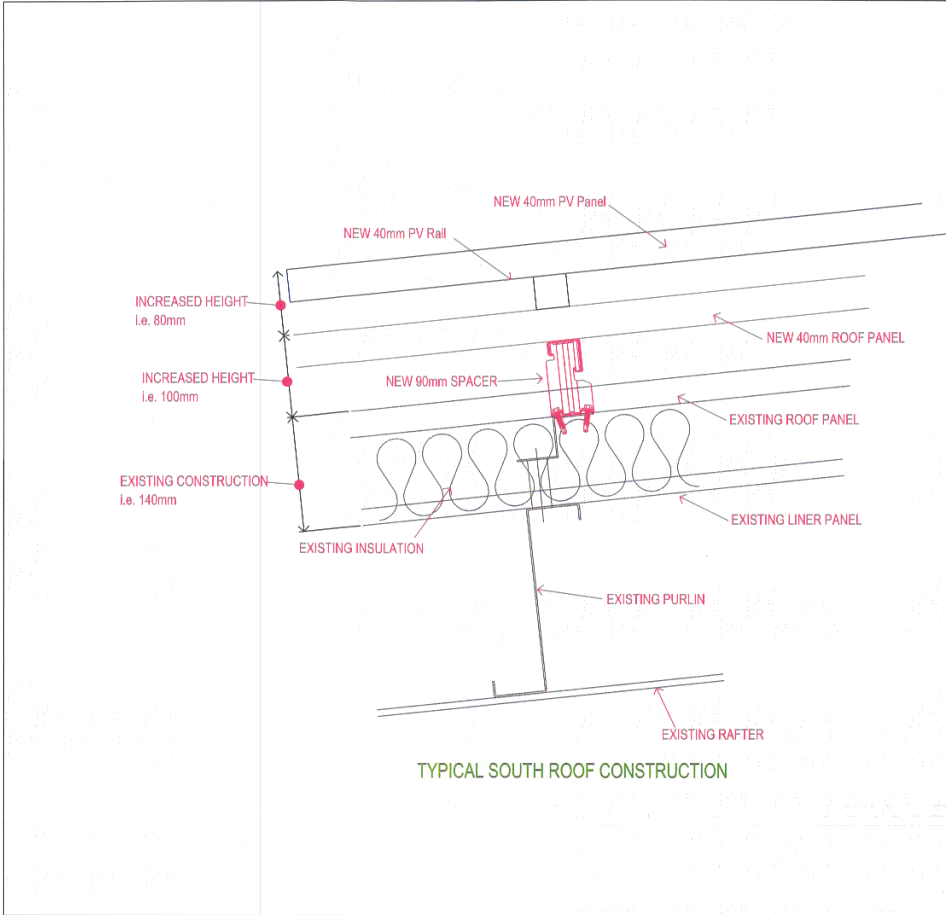 NEW 40mm PV Panel
NEW 40mm PV Rail
INCREASED HEIGHT
i.e. 80mm
NEW 40mm ROOF PANEL
INCREASED HEIGHT
i.e. 100mm
NEW 90mm SPACER
EXISTING ROOF PANEL
EXISTING CONSTRUCTION
i.e. 140mm
EXISTING LINER PANEL
EXISTING INSULATION
EXISTING PURLIN
EXISTING RAFTER
TYPICAL SOUTH ROOF CONSTRUCTION